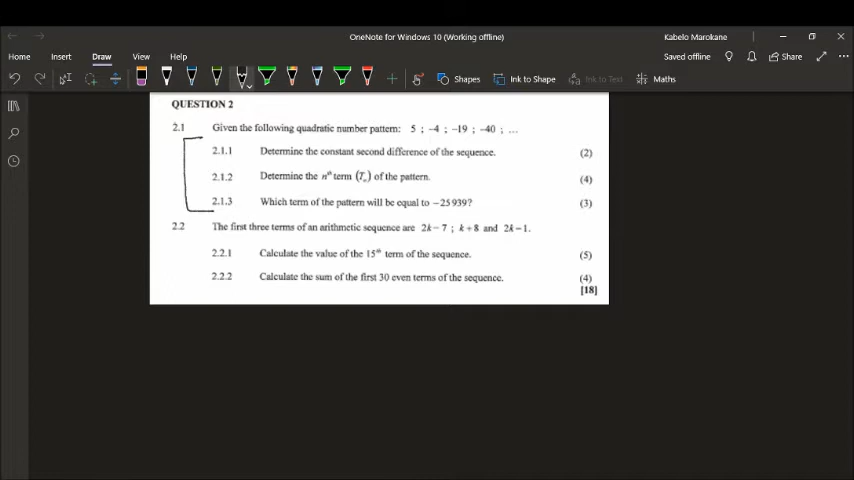 OneNote for Windows 10 (Working offline)
Kabelo Marokane
Home Insert Draw View Help
Saved offline
Share
Shapes
Ink to Shape
Ink to Text
Maths
QUESTION 2
2.1 Given the following quadratic number pattern: 5 ; −4 ; −19 ; −40 ; ...
2.1.1 Determine the constant second difference of the sequence. (2)
2.1.2 Determine the nth term (Tn) of the pattern. (4)
2.1.3 Which term of the pattern will be equal to −25 939? (3)
2.2 The first three terms of an arithmetic sequence are 2k − 7 ; k + 8 and 2k − 1.
2.2.1 Calculate the value of the 15th term of the sequence. (5)
2.2.2 Calculate the sum of the first 30 even terms of the sequence. (4)
[18]